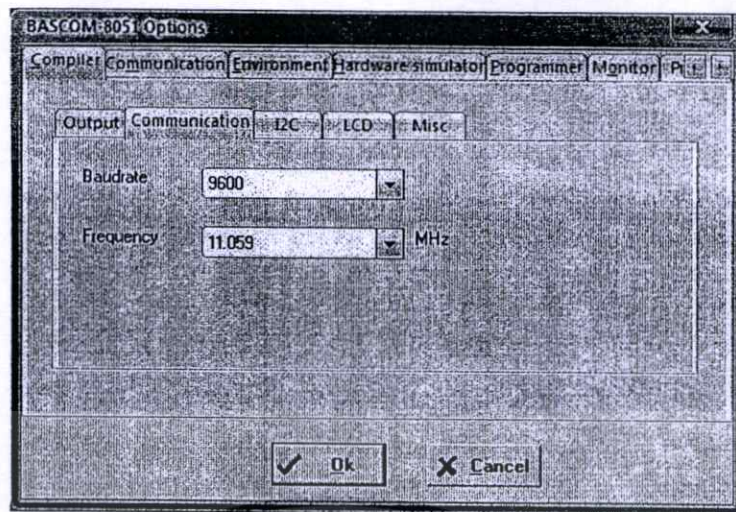 BASCOM-8051 Options
Compiler Communication Environment Hardware simulator Programmer Monitor
Output Communication I2C LCD Misc
Baudrate 9600
Frequency 11.059 MHz
Ok Cancel